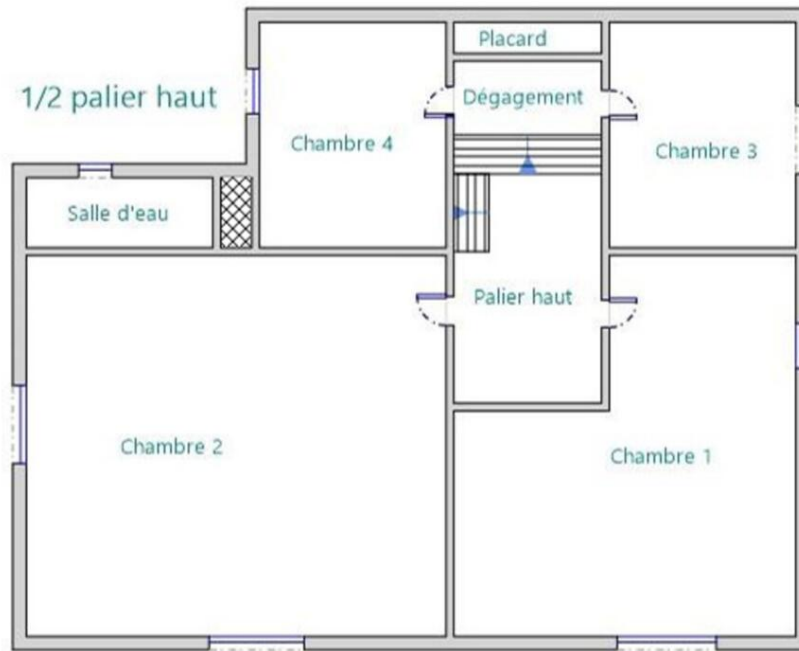 Placard
1/2 palier haut
Dégagement
Chambre 4
Chambre 3
Salle d'eau
Palier haut
Chambre 2
Chambre 1